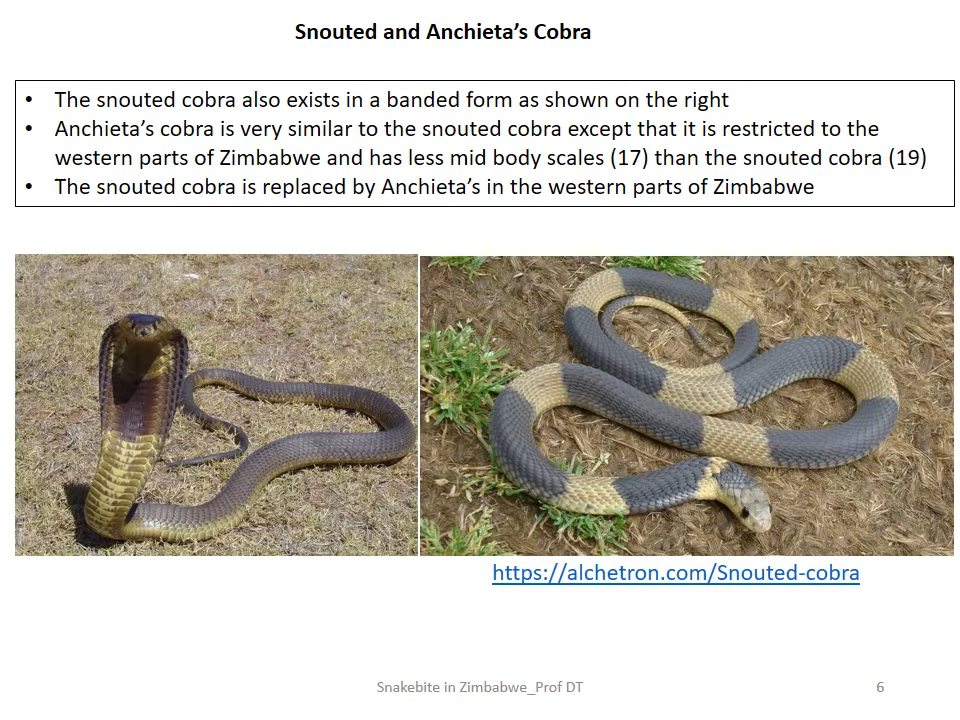 Snouted and Anchieta’s Cobra
• The snouted cobra also exists in a banded form as shown on the right
• Anchieta’s cobra is very similar to the snouted cobra except that it is restricted to the
western parts of Zimbabwe and has less mid body scales (17) than the snouted cobra (19)
• The snouted cobra is replaced by Anchieta’s in the western parts of Zimbabwe
https://alchetron.com/Snouted-cobra
Snakebite in Zimbabwe_Prof DT
6